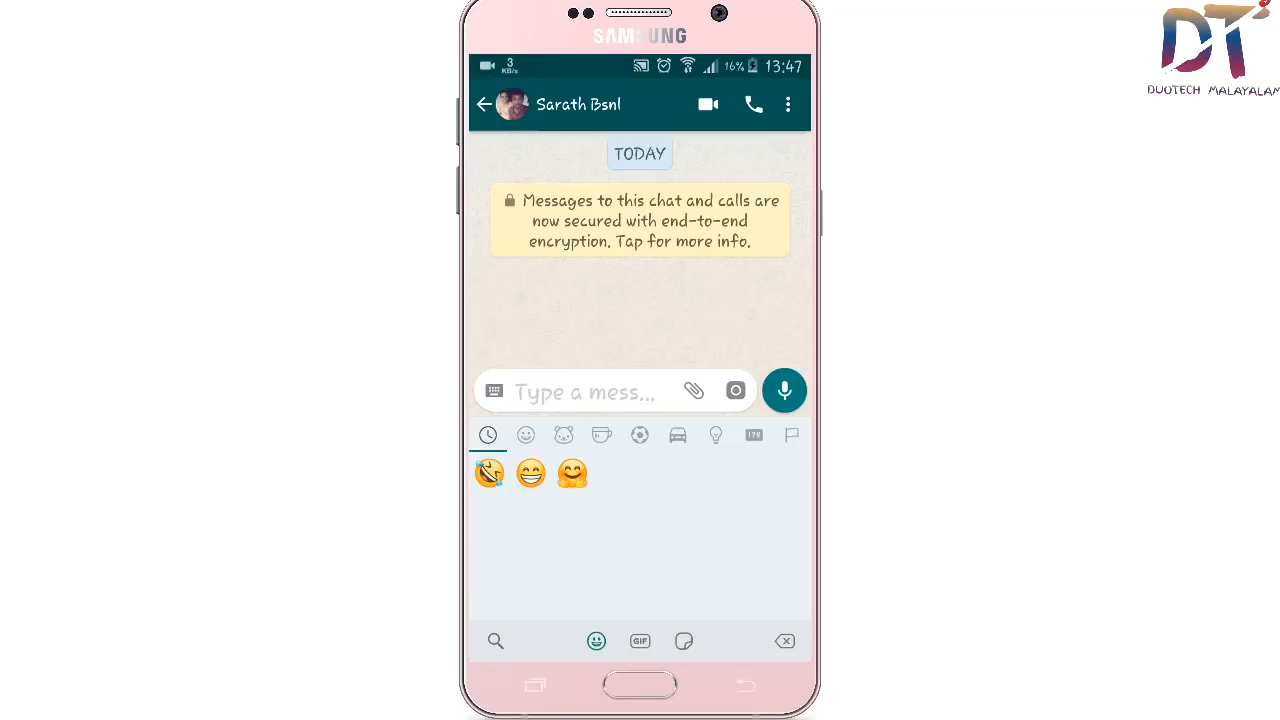 SAMSUNG
3
KB/s
16%
13:47
Sarath Bsnl
TODAY
Messages to this chat and calls are
now secured with end-to-end
encryption. Tap for more info.
Type a mess...
GIF
DT
DUOTECH MALAYALAM